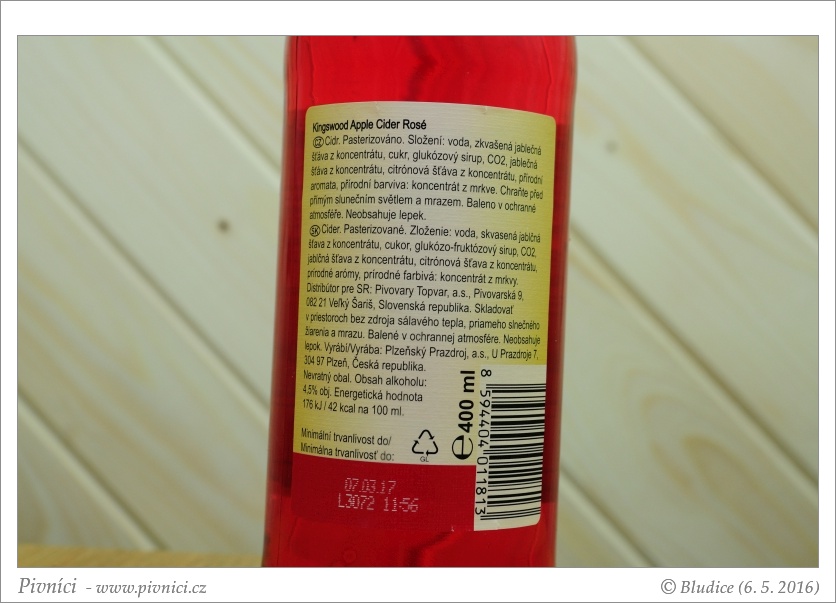 Kingswood Apple Cider Rosé
CZ Cidr. Pasterizováno. Složení: voda, zkvašená jablečná
šťáva z koncentrátu, cukr, glukózový sirup, CO2, jablečná
šťáva z koncentrátu, citrónová šťáva z koncentrátu, přírodní
aromata, přírodní barviva: koncentrát z mrkve. Chraňte před
přímým slunečním světlem a mrazem. Baleno v ochranné
atmosféře. Neobsahuje lepek.
SK Cider. Pasterizované. Zloženie: voda, skvasená jablčná
šťava z koncentrátu, cukor, glukózo-fruktózový sirup, CO2,
jablčná šťava z koncentrátu, citrónová šťava z koncentrátu,
prírodné arómy, prírodné farbivá: koncentrát z mrkvy.
Distribútor pre SR: Pivovary Topvar, a.s., Pivovarská 9,
082 21 Veľký Šariš, Slovenská republika. Skladovať
v priestoroch bez zdroja sálavého tepla, priameho slnečného
žiarenia a mrazu. Balené v ochrannej atmosfére. Neobsahuje
lepok. Vyrábí/Vyrába: Plzeňský Prazdroj, a.s., U Prazdroje 7,
304 97 Plzeň, Česká republika.
Nevratný obal. Obsah alkoholu:
4,5% obj. Energetická hodnota
176 kJ / 42 kcal na 100 ml.
Minimální trvanlivost do/
Minimálna trvanlivosť do:
GL
℮400 ml
8 594404 011813
07.03.17
L3072 11:56
Pivníci - www.pivnici.cz
© Bludice (6. 5. 2016)